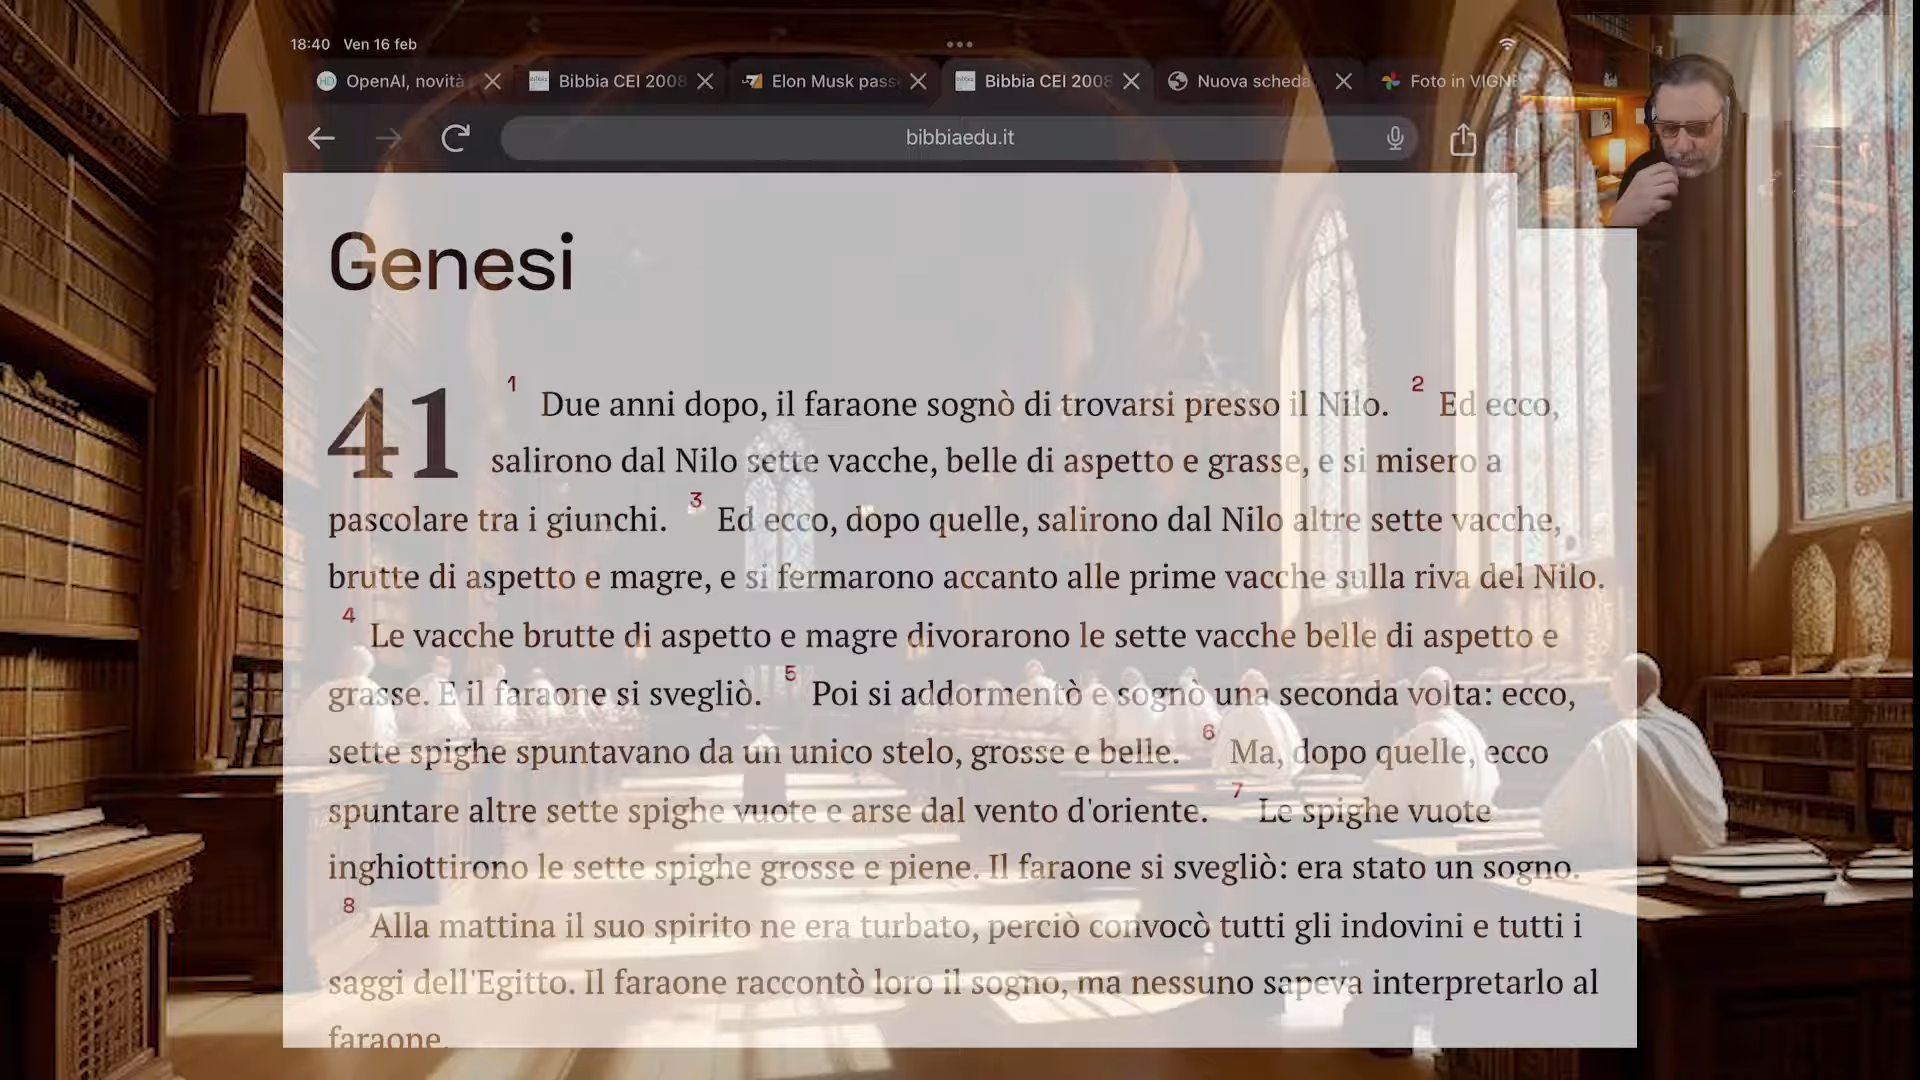 18:40 Ven 16 feb
OpenAI, novità
Bibbia CEI 2008
Elon Musk pass
Bibbia CEI 2008
Nuova scheda
Foto in VIGN
bibbiaedu.it
Genesi
41 1 Due anni dopo, il faraone sognò di trovarsi presso il Nilo. 2 Ed ecco,
salirono dal Nilo sette vacche, belle di aspetto e grasse, e si misero a
pascolare tra i giunchi. 3 Ed ecco, dopo quelle, salirono dal Nilo altre sette vacche,
brutte di aspetto e magre, e si fermarono accanto alle prime vacche sulla riva del Nilo.
4 Le vacche brutte di aspetto e magre divorarono le sette vacche belle di aspetto e
grasse. E il faraone si svegliò. 5 Poi si addormentò e sognò una seconda volta: ecco,
sette spighe spuntavano da un unico stelo, grosse e belle. 6 Ma, dopo quelle, ecco
spuntare altre sette spighe vuote e arse dal vento d'oriente. 7 Le spighe vuote
inghiottirono le sette spighe grosse e piene. Il faraone si svegliò: era stato un sogno.
8 Alla mattina il suo spirito ne era turbato, perciò convocò tutti gli indovini e tutti i
saggi dell'Egitto. Il faraone raccontò loro il sogno, ma nessuno sapeva interpretarlo al
faraone.